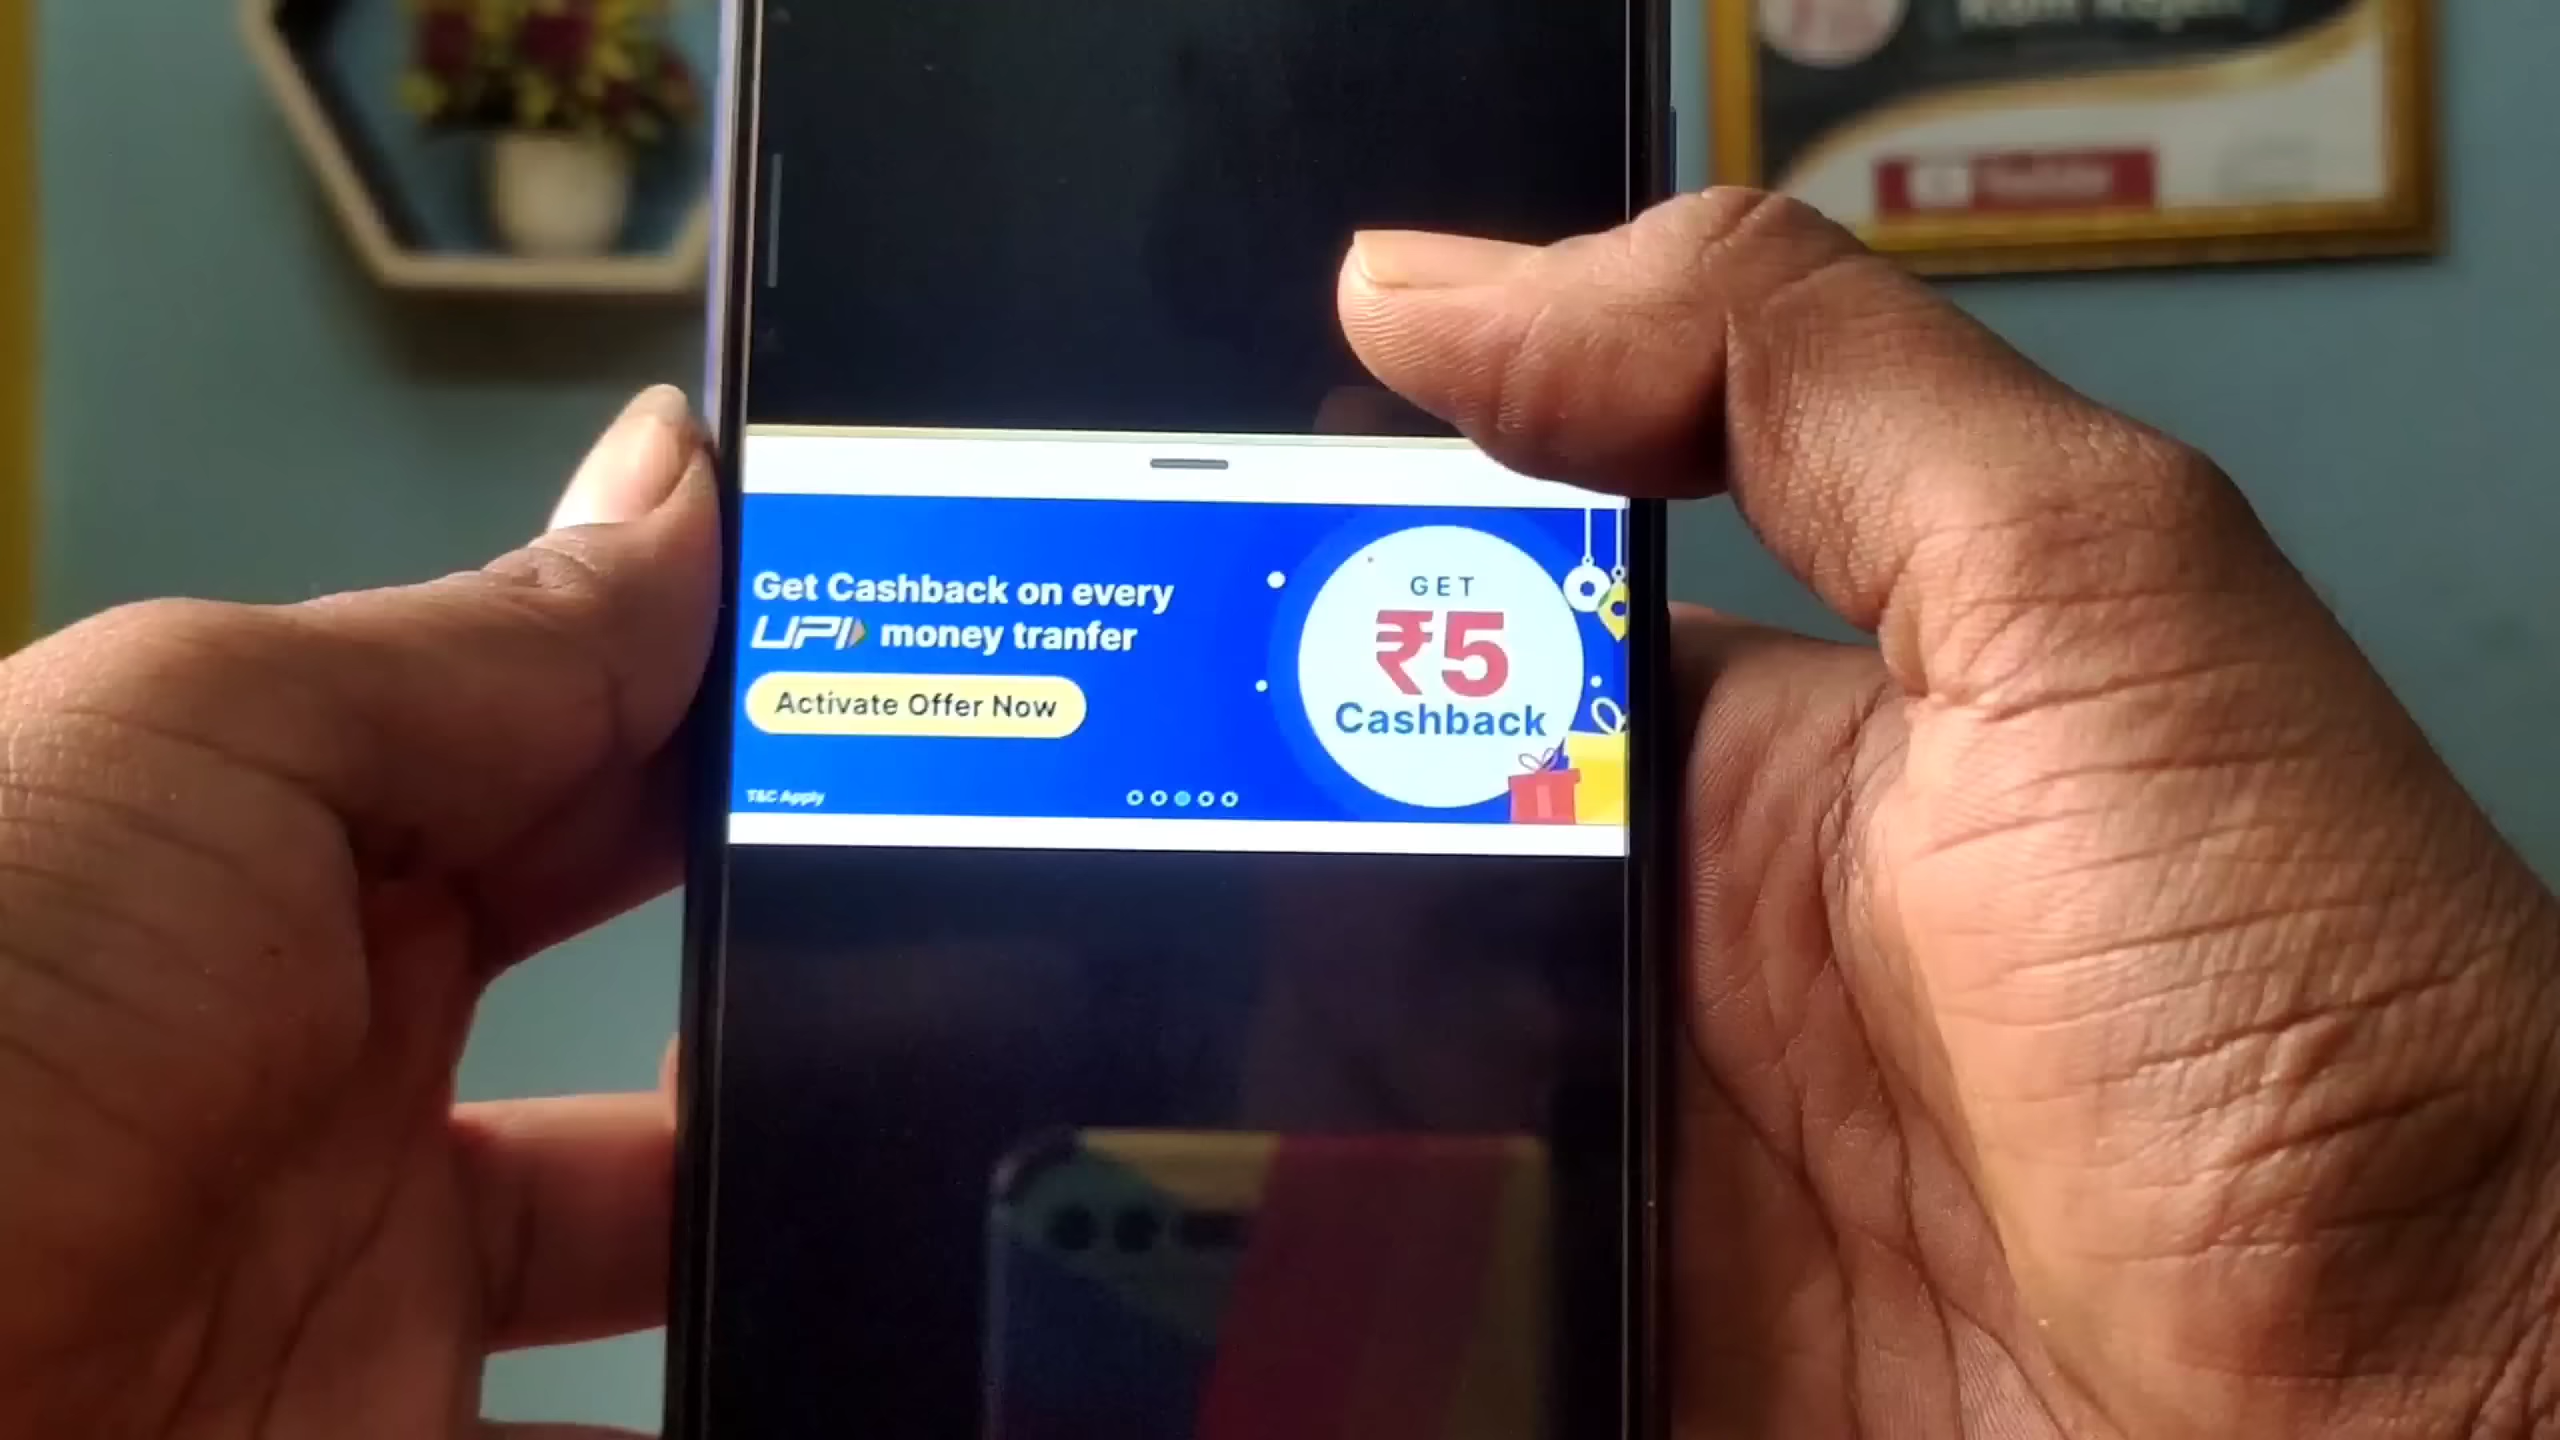 Get Cashback on every
UPI money tranfer
Activate Offer Now
T&C Apply
GET
₹5
Cashback